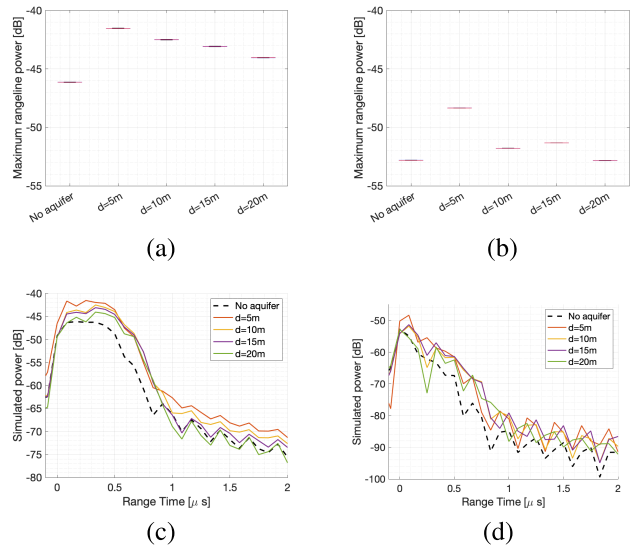 -40
-45
-50
-55
Maximum rangeline power [dB]
No aquifer
d=5m
d=10m
d=15m
d=20m
(a)
-40
-45
-50
-55
Maximum rangeline power [dB]
No aquifer
d=5m
d=10m
d=15m
d=20m
(b)
-40
-45
-50
-55
-60
-65
-70
-75
-80
Simulated power [dB]
No aquifer
d=5m
d=10m
d=15m
d=20m
0
0.5
1
1.5
2
Range Time [μ s]
(c)
-50
-60
-70
-80
-90
-100
Simulated power [dB]
No aquifer
d=5m
d=10m
d=15m
d=20m
0
0.5
1
1.5
2
Range Time [μ s]
(d)